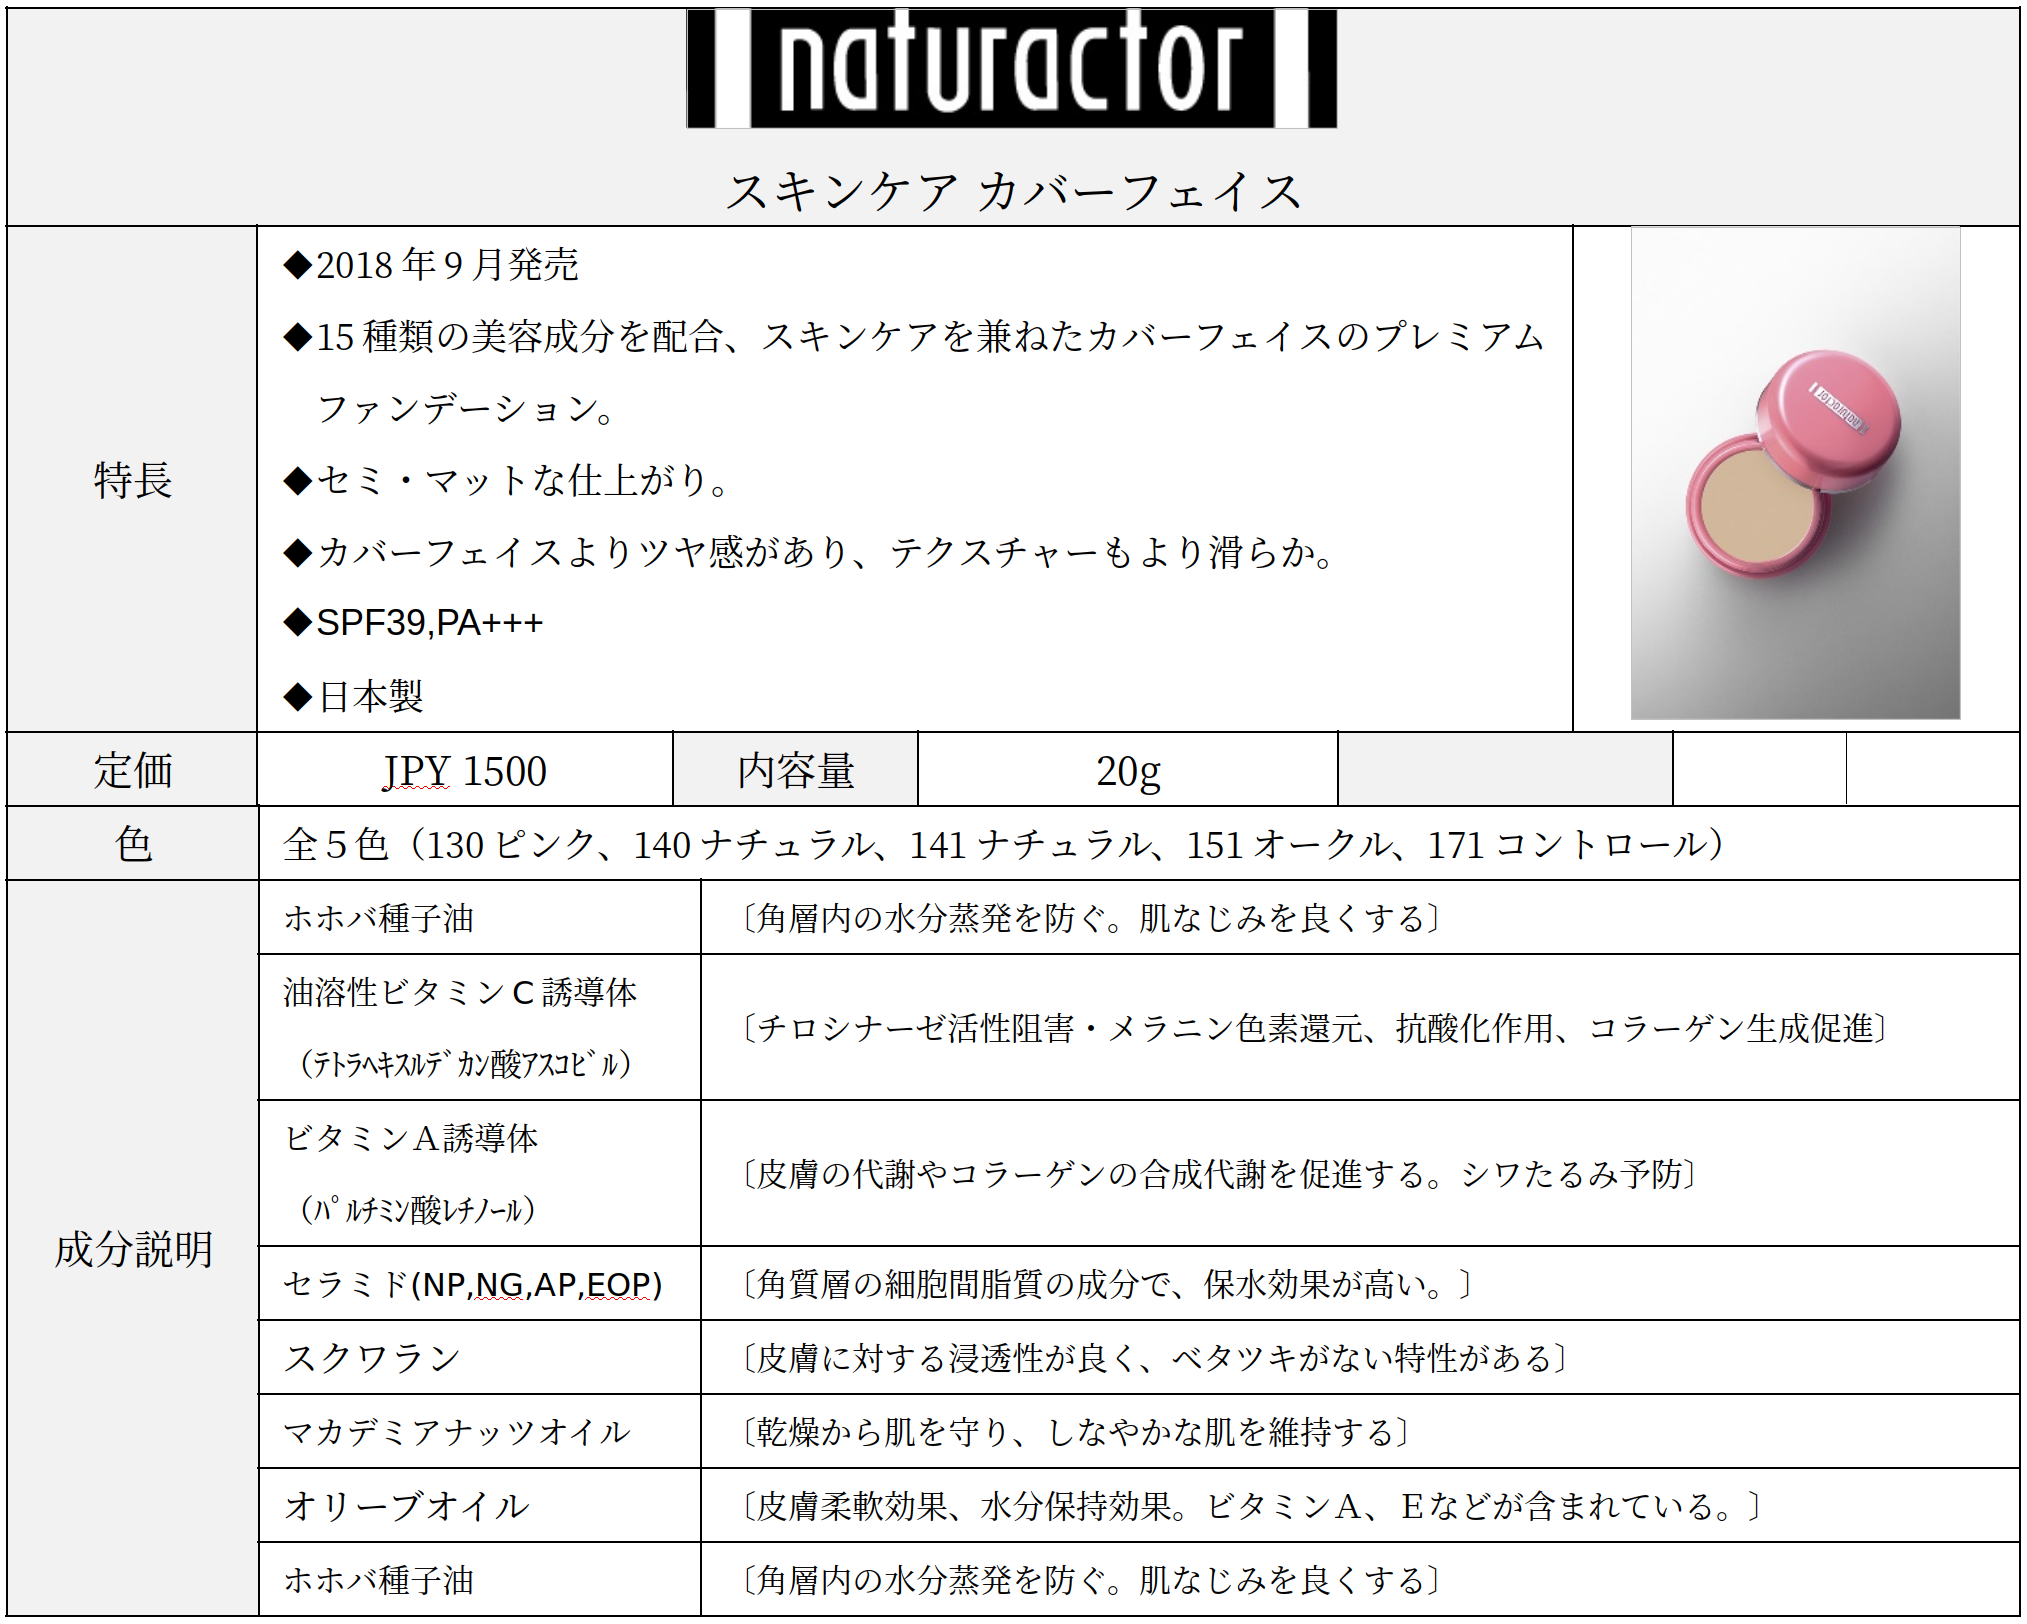 naturactor
スキンケア カバーフェイス
特長
◆2018年９月発売
◆15種類の美容成分を配合、スキンケアを兼ねたカバーフェイスのプレミアム
ファンデーション。
◆セミ・マットな仕上がり。
◆カバーフェイスよりツヤ感があり、テクスチャーもより滑らか。
◆SPF39,PA+++
◆日本製
naturactor
定価 JPY 1500 内容量 20g
色 全５色（130ピンク、140ナチュラル、141ナチュラル、151オークル、171コントロール）
成分説明
ホホバ種子油 〔角層内の水分蒸発を防ぐ。肌なじみを良くする〕
油溶性ビタミンC誘導体
（ﾃﾄﾗﾍｷｽﾙﾃﾞｶﾝ酸ｱｽｺﾋﾞﾙ）
〔チロシナーゼ活性阻害・メラニン色素還元、抗酸化作用、コラーゲン生成促進〕
ビタミンＡ誘導体
（ﾊﾟﾙﾁﾐﾝ酸ﾚﾁﾉｰﾙ）
〔皮膚の代謝やコラーゲンの合成代謝を促進する。シワたるみ予防〕
セラミド(NP,NG,AP,EOP) 〔角質層の細胞間脂質の成分で、保水効果が高い。〕
スクワラン 〔皮膚に対する浸透性が良く、ベタツキがない特性がある〕
マカデミアナッツオイル 〔乾燥から肌を守り、しなやかな肌を維持する〕
オリーブオイル 〔皮膚柔軟効果、水分保持効果。ビタミンＡ、Ｅなどが含まれている。〕
ホホバ種子油 〔角層内の水分蒸発を防ぐ。肌なじみを良くする〕